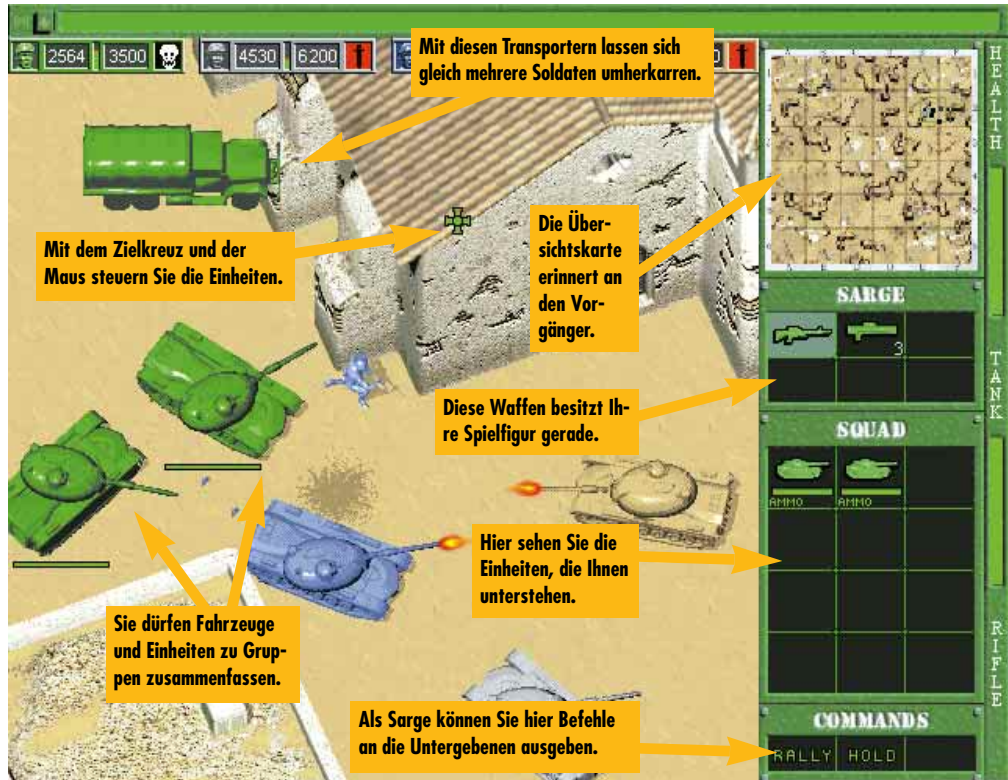 2564 3500 4530 6200 0
Mit diesen Transportern lassen sich
gleich mehrere Soldaten umherkarren.
HEALTH
Mit dem Zielkreuz und der
Maus steuern Sie die Einheiten.
Die Über-
sichtskarte
erinnert an
den Vor-
gänger.
SARGE
3
TANK
Diese Waffen besitzt Ih-
re Spielfigur gerade.
SQUAD
AMMO AMMO
Hier sehen Sie die
Einheiten, die Ihnen
unterstehen.
Sie dürfen Fahrzeuge
und Einheiten zu Grup-
pen zusammenfassen.
RIFLE
Als Sarge können Sie hier Befehle
an die Untergebenen ausgeben.
COMMANDS
RALLY HOLD